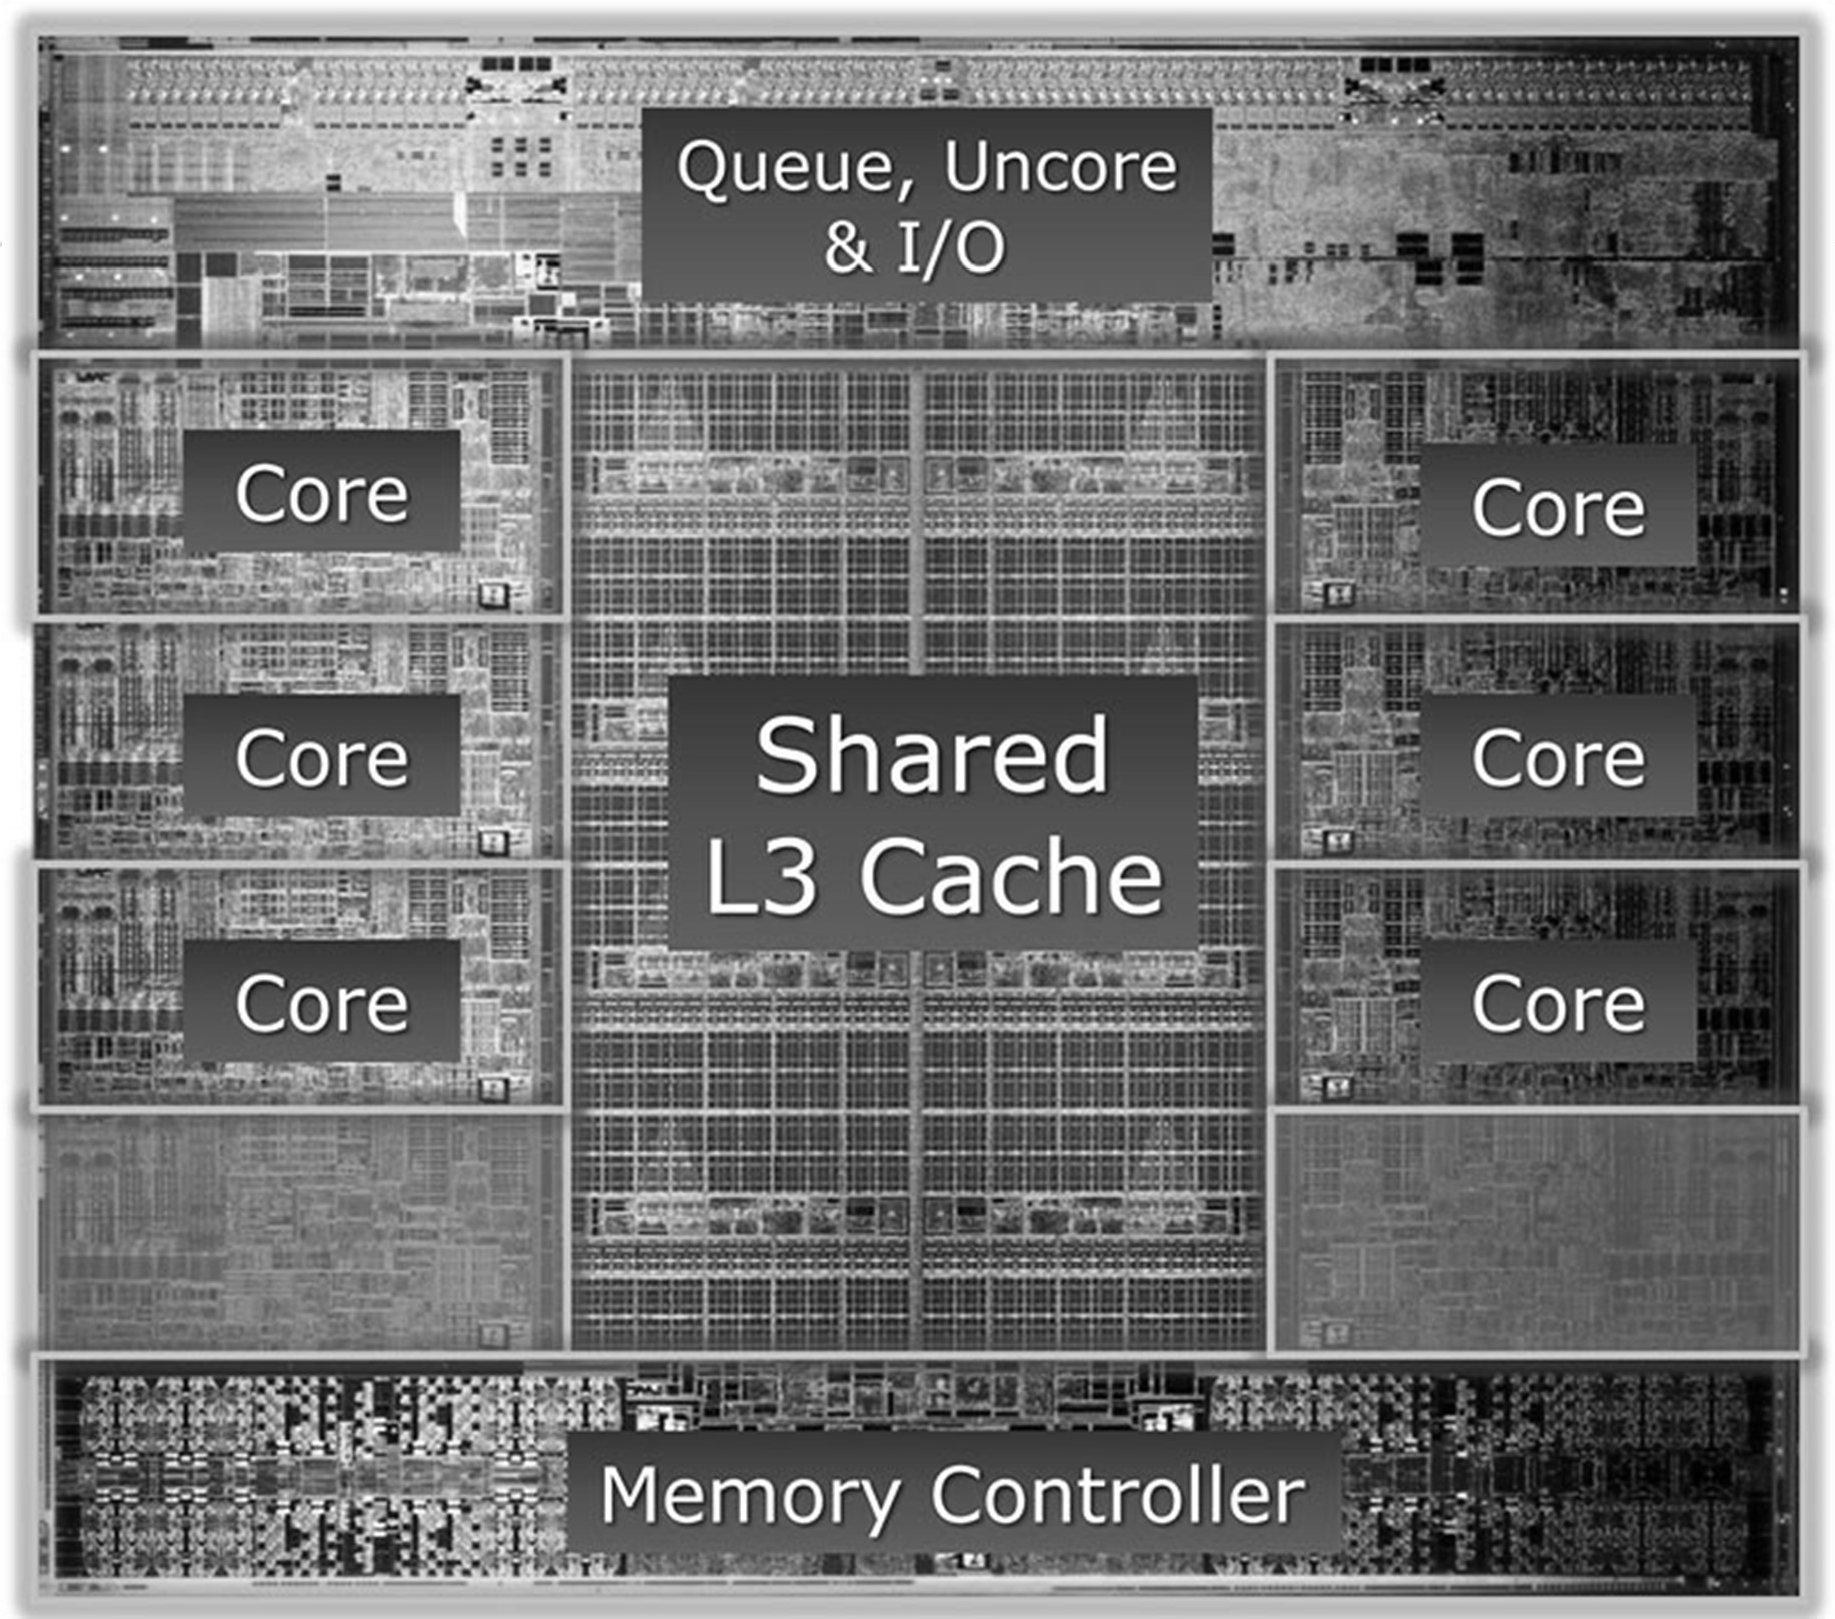 Queue, Uncore
& I/O
Core
Core
Core
Core
Shared
L3 Cache
Core
Core
Memory Controller